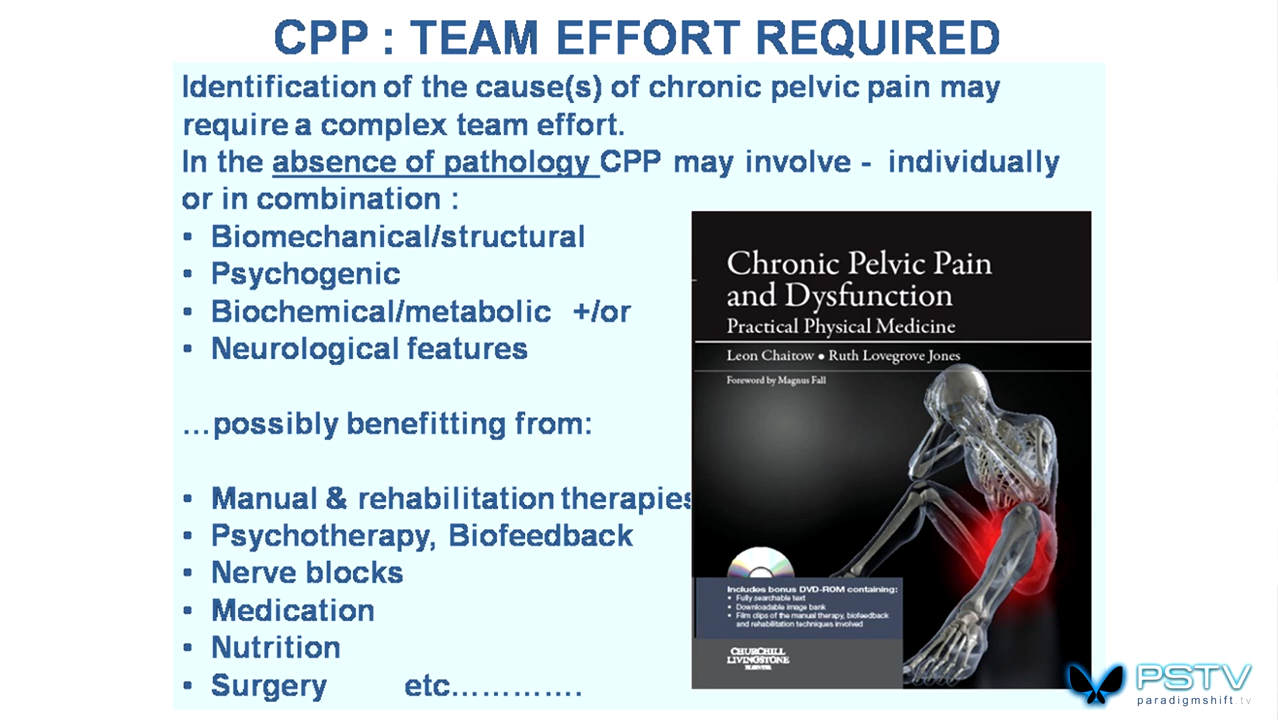 CPP : TEAM EFFORT REQUIRED
Identification of the cause(s) of chronic pelvic pain may
require a complex team effort.
In the absence of pathology CPP may involve - individually
or in combination :
▪ Biomechanical/structural
▪ Psychogenic
▪ Biochemical/metabolic +/or
▪ Neurological features
…possibly benefitting from:
▪ Manual & rehabilitation therapies
▪ Psychotherapy, Biofeedback
▪ Nerve blocks
▪ Medication
▪ Nutrition
▪ Surgery etc………….
Chronic Pelvic Pain
and Dysfunction
Practical Physical Medicine
Leon Chaitow • Ruth Lovegrove Jones
Foreword by Magnus Fall
Includes bonus DVD-ROM containing:
• Fully searchable text
• Downloadable image bank
• Film clips of the manual therapy, biofeedback
and rehabilitation techniques involved
CHURCHILL
LIVINGSTONE
ELSEVIER
PSTV
paradigmshift.tv